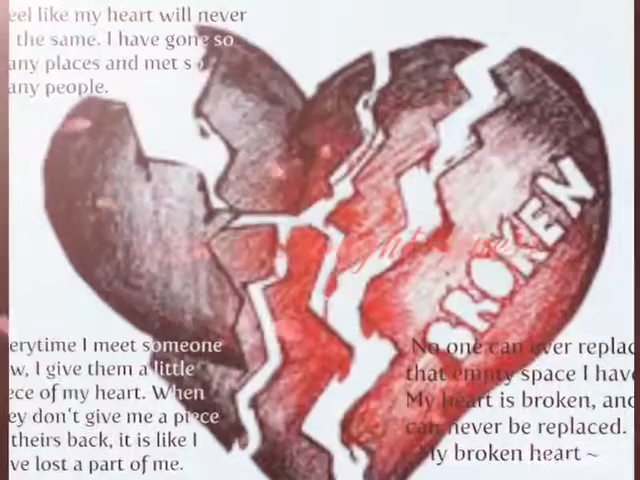 eel like my heart will never
the same. I have gone so
any places and met s
any people.
BROKEN
erytime I meet someone
w, I give them a little
ece of my heart. When
ey don't give me a piece
theirs back, it is like I
ve lost a part of me.
No one can ever replac
that empty space I have
My heart is broken, and
can never be replaced.
My broken heart ~